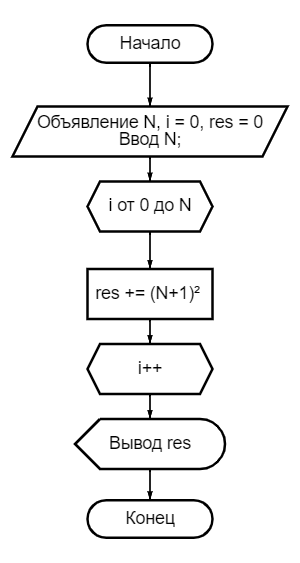 Начало
Объявление N, i = 0, res = 0
Ввод N;
i от 0 до N
res += (N+1)²
i++
Вывод res
Конец